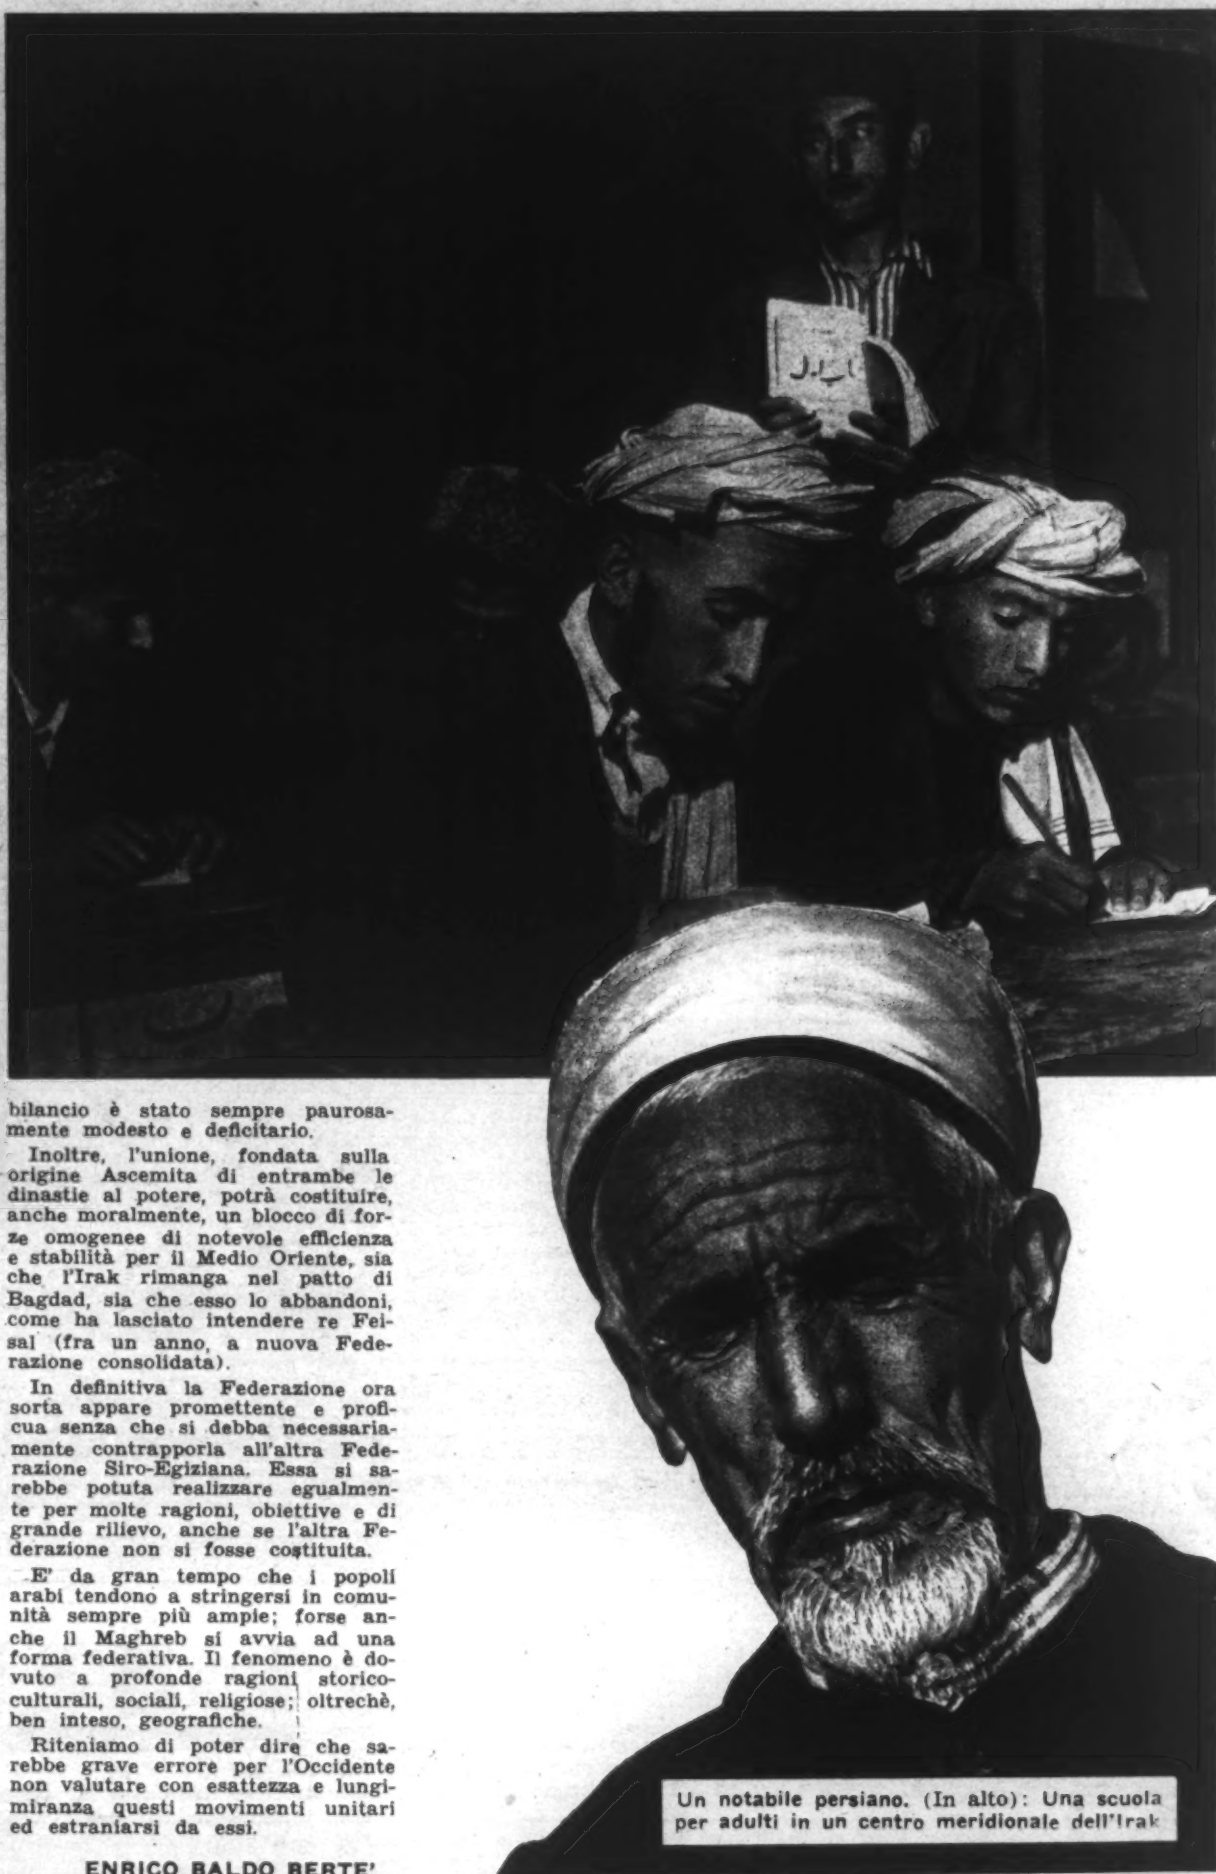 bilancio è stato sempre paurosa-
mente modesto e deficitario.
Inoltre, l'unione, fondata sulla
origine Ascemita di entrambe le
dinastie al potere, potrà costituire,
anche moralmente, un blocco di for-
ze omogenee di notevole efficienza
e stabilità per il Medio Oriente, sia
che l'Irak rimanga nel patto di
Bagdad, sia che esso lo abbandoni,
come ha lasciato intendere re Fei-
sal (fra un anno, a nuova Fede-
razione consolidata).
In definitiva la Federazione ora
sorta appare promettente e profi-
cua senza che si debba necessaria-
mente contrapporla all'altra Fede-
razione Siro-Egiziana. Essa si sa-
rebbe potuta realizzare egualmen-
te per molte ragioni, obiettive e di
grande rilievo, anche se l'altra Fe-
derazione non si fosse costituita.
E' da gran tempo che i popoli
arabi tendono a stringersi in comu-
nità sempre più ampie; forse an-
che il Maghreb si avvia ad una
forma federativa. Il fenomeno è do-
vuto a profonde ragioni storico-
culturali, sociali, religiose; oltrechè,
ben inteso, geografiche.
Riteniamo di poter dire che sa-
rebbe grave errore per l'Occidente
non valutare con esattezza e lungi-
miranza questi movimenti unitari
ed estraniarsi da essi.
ENRICO BALDO BERTE'
Un notabile persiano. (In alto): Una scuola
per adulti in un centro meridionale dell'Irak